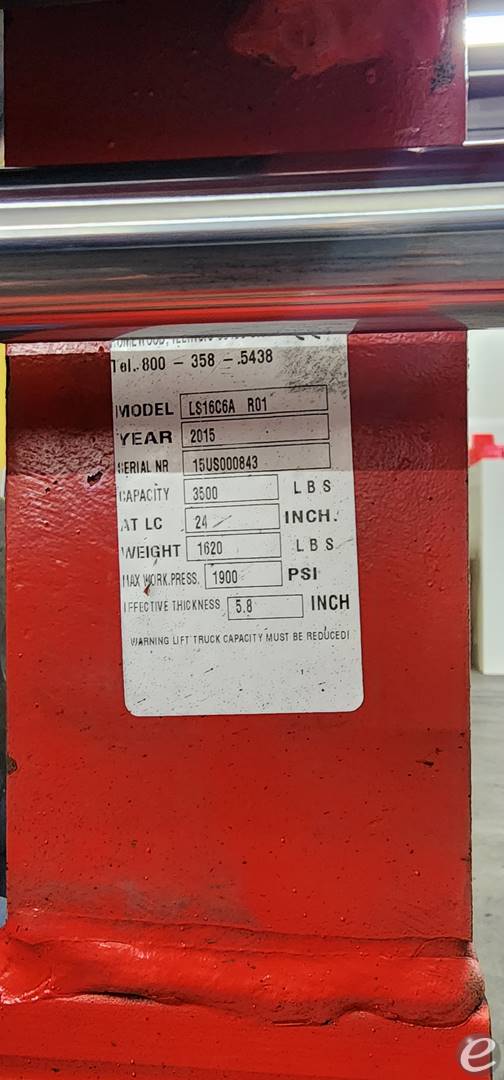 HOMEWOOD, ILLINOIS
Tel..800 - 358 - .5438
MODEL LS16C6A R01
YEAR 2015
SERIAL NR 15US000843
CAPACITY 3500 LBS
AT LC 24 INCH.
WEIGHT 1620 LBS
MAX WORK.PRESS. 1900 PSI
EFFECTIVE THICKNESS 5.8 INCH
WARNING LIFT TRUCK CAPACITY MUST BE REDUCED!
e